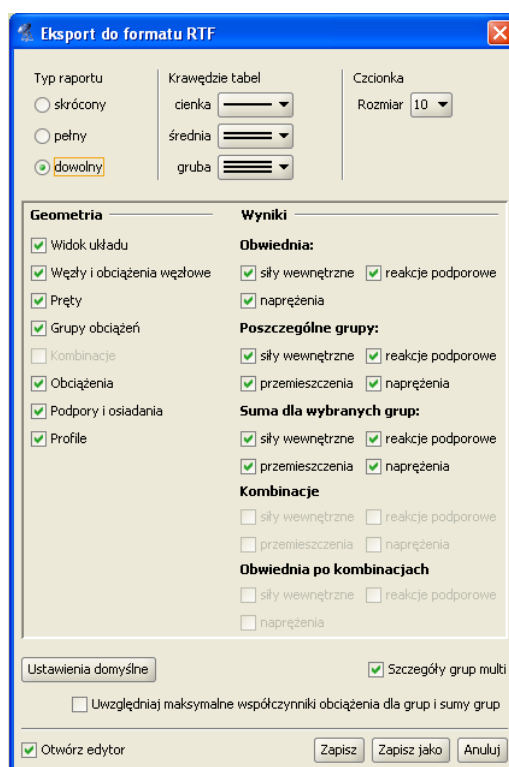 Eksport do formatu RTF
Typ raportu
Krawędzie tabel
Czcionka
skrócony
cienka
Rozmiar 10
pełny
średnia
dowolny
gruba
Geometria
Wyniki
Widok układu
Obwiednia:
Węzły i obciążenia węzłowe
siły wewnętrzne
reakcje podporowe
Pręty
naprężenia
Grupy obciążeń
Poszczególne grupy:
Kombinacje
siły wewnętrzne
reakcje podporowe
Obciążenia
przemieszczenia
naprężenia
Podpory i osiadania
Suma dla wybranych grup:
Profile
siły wewnętrzne
reakcje podporowe
przemieszczenia
naprężenia
Kombinacje
siły wewnętrzne
reakcje podporowe
przemieszczenia
naprężenia
Obwiednia po kombinacjach
siły wewnętrzne
reakcje podporowe
naprężenia
Ustawienia domyślne
Szczegóły grup multi
Uwzględniaj maksymalne współczynniki obciążenia dla grup i sumy grup
Otwórz edytor
Zapisz
Zapisz jako
Anuluj